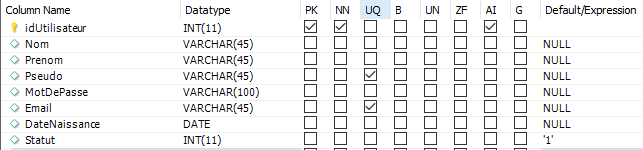 Column Name Datatype PK NN UQ B UN ZF AI G Default/Expression
idUtilisateur INT(11)
Nom VARCHAR(45) NULL
Prenom VARCHAR(45) NULL
Pseudo VARCHAR(45) NULL
MotDePasse VARCHAR(100) NULL
Email VARCHAR(45) NULL
DateNaissance DATE NULL
Statut INT(11) '1'